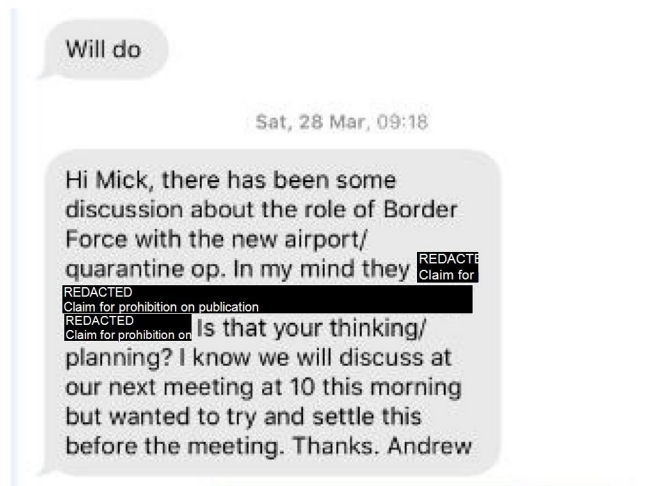 Will do
Sat, 28 Mar, 09:18
Hi Mick, there has been some
discussion about the role of Border
Force with the new airport/
quarantine op. In my mind they REDACTE
Claim for
REDACTED
Claim for prohibition on publication
REDACTED
Claim for prohibition on Is that your thinking/
planning? I know we will discuss at
our next meeting at 10 this morning
but wanted to try and settle this
before the meeting. Thanks. Andrew